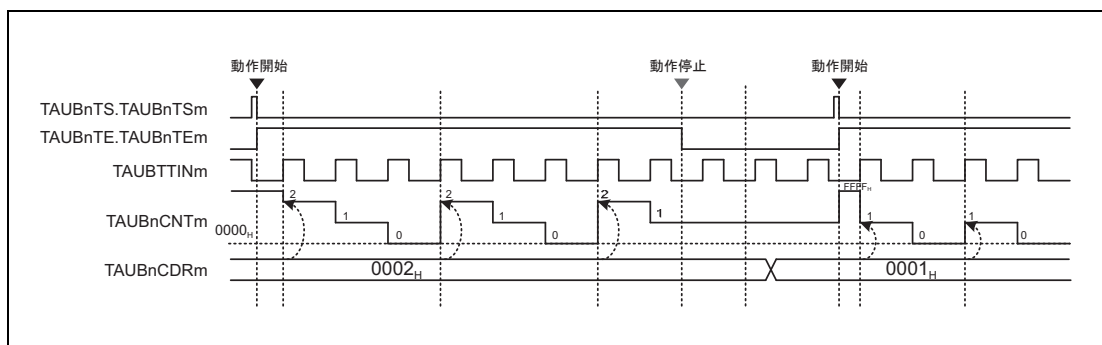 動作開始 動作停止 動作開始
TAUBnTS.TAUBnTSm
TAUBnTE.TAUBnTEm
TAUBTTINm
FFFFH
2 2 2
TAUBnCNTm 1 1 1 1 1
0000H 0 0 0 0
TAUBnCDRm 0002H 0001H